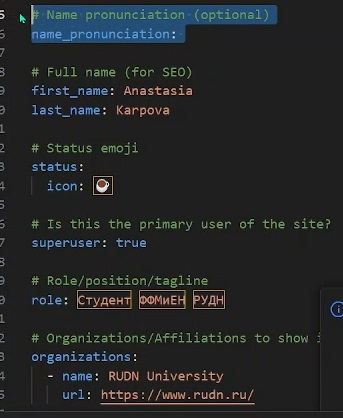 # Name pronunciation (optional)
name_pronunciation:
# Full name (for SEO)
first_name: Anastasia
last_name: Karpova
# Status emoji
status:
icon: ☕
# Is this the primary user of the site?
superuser: true
# Role/position/tagline
role: Студент ФФМиЕН РУДН
# Organizations/Affiliations to show
organizations:
- name: RUDN University
url: https://www.rudn.ru/